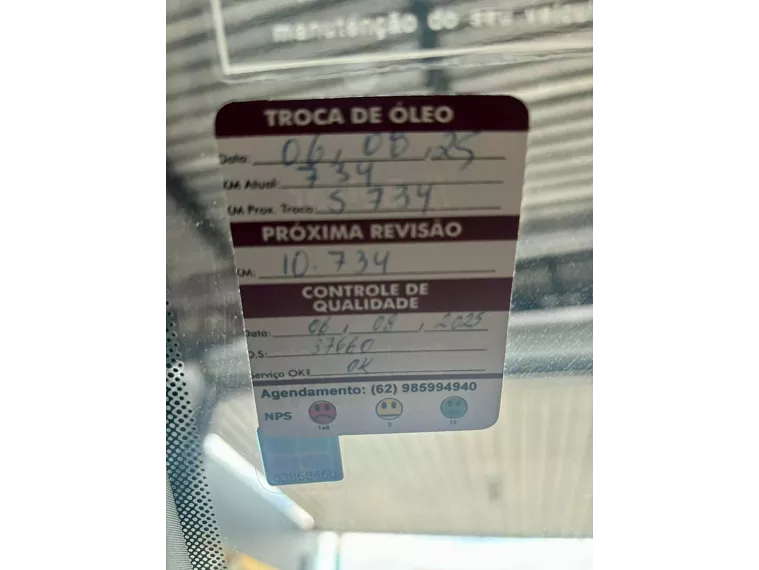 manutenção do seu veícu
TROCA DE ÓLEO
Data: 06, 08, 25
KM Atual: 734
KM Prox. Troca: 5 734
PRÓXIMA REVISÃO
KM: 10.734
CONTROLE DE
QUALIDADE
Data: 06, 08, 2025
O.S: 37660
Serviço OK? OK
Agendamento: (62) 985994940
NPS